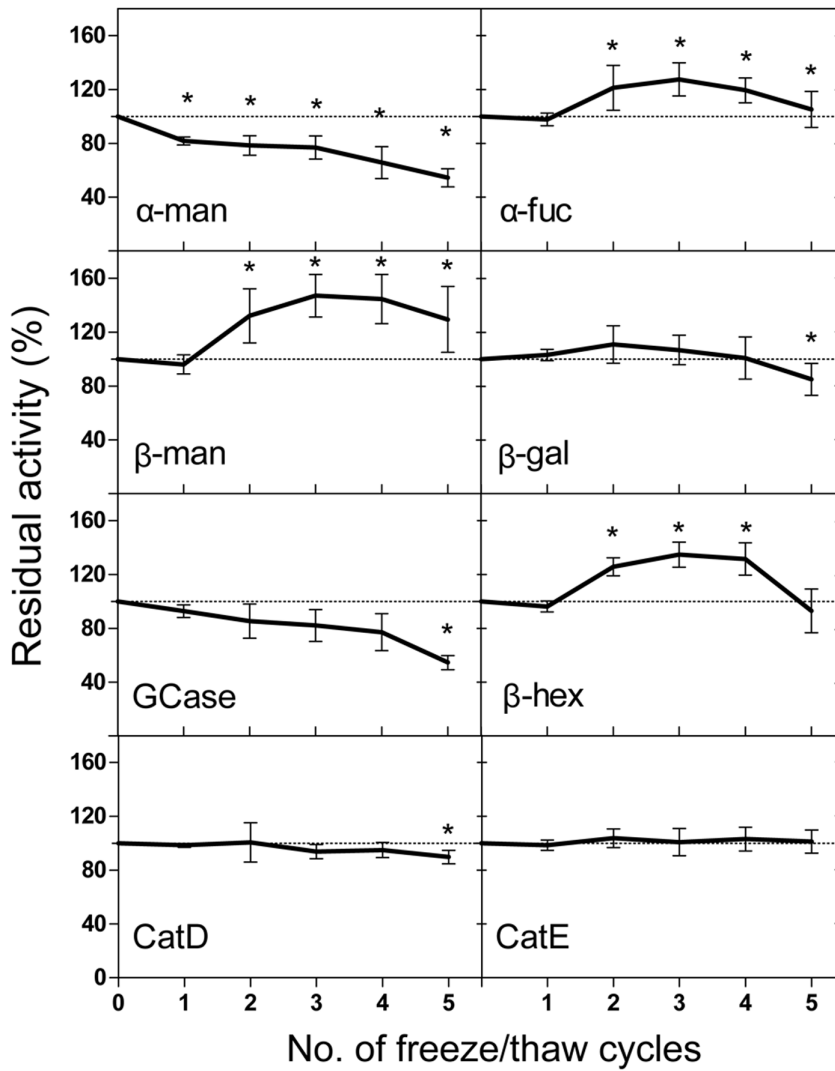 Residual activity (%)
160
120
80
40
* * * * *
α-man
* * * *
α-fuc
160
120
80
40
* * * *
β-man
*
β-gal
160
120
80
40
*
GCase
* * *
β-hex
160
120
80
40
0
*
CatD
CatE
0 1 2 3 4 5 1 2 3 4 5
No. of freeze/thaw cycles